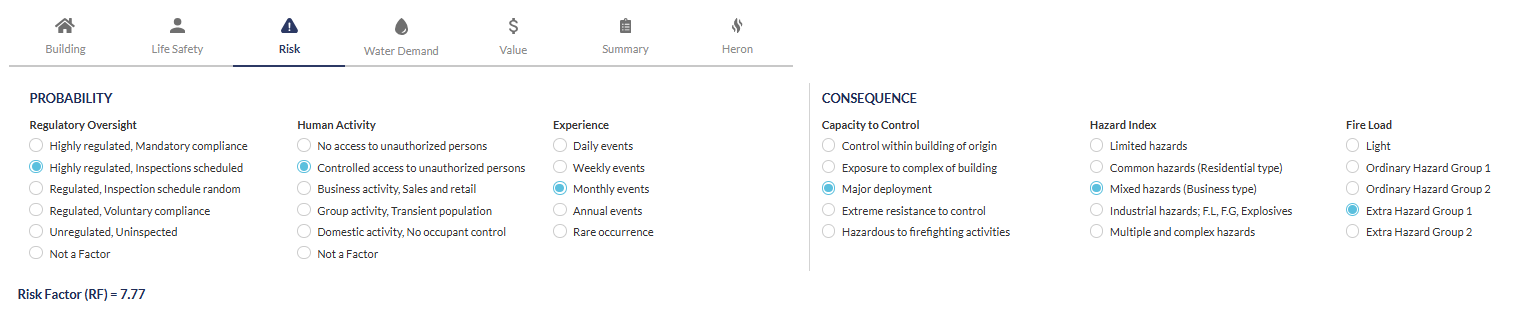 Building
Life Safety
Risk
Water Demand
Value
Summary
Heron
PROBABILITY
Regulatory Oversight
Highly regulated, Mandatory compliance
Highly regulated, Inspections scheduled
Regulated, Inspection schedule random
Regulated, Voluntary compliance
Unregulated, Uninspected
Not a Factor
Human Activity
No access to unauthorized persons
Controlled access to unauthorized persons
Business activity, Sales and retail
Group activity, Transient population
Domestic activity, No occupant control
Not a Factor
Experience
Daily events
Weekly events
Monthly events
Annual events
Rare occurrence
CONSEQUENCE
Capacity to Control
Control within building of origin
Exposure to complex of building
Major deployment
Extreme resistance to control
Hazardous to firefighting activities
Hazard Index
Limited hazards
Common hazards (Residential type)
Mixed hazards (Business type)
Industrial hazards; F.L, F.G, Explosives
Multiple and complex hazards
Fire Load
Light
Ordinary Hazard Group 1
Ordinary Hazard Group 2
Extra Hazard Group 1
Extra Hazard Group 2
Risk Factor (RF) = 7.77